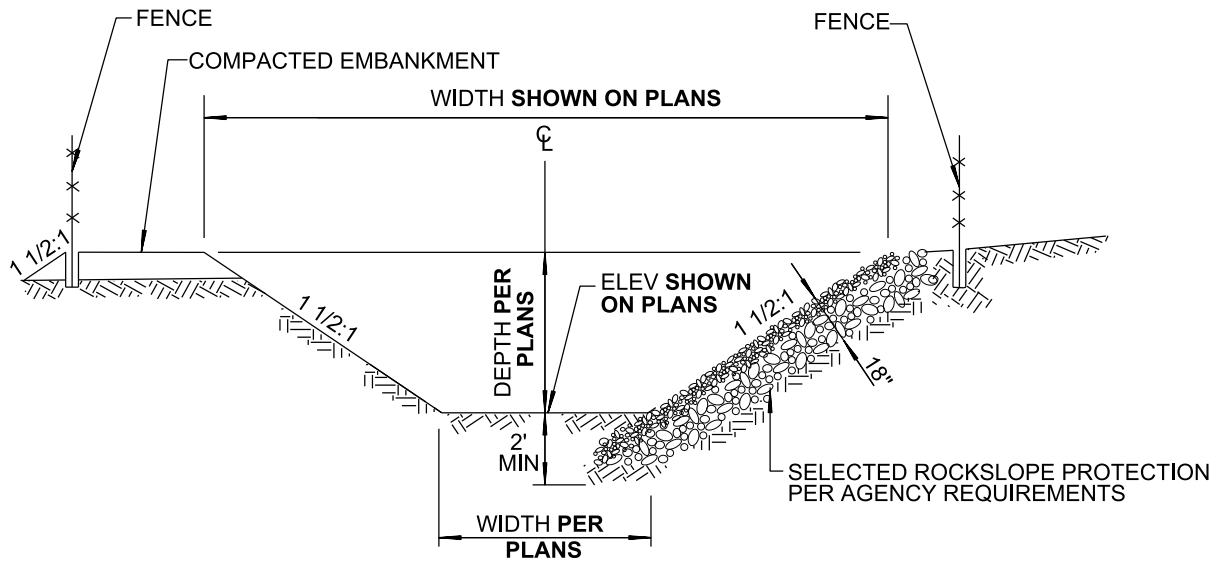 FENCE
FENCE
COMPACTED EMBANKMENT
WIDTH SHOWN ON PLANS
℄
1 1/2:1
1 1/2:1
DEPTH PER
PLANS
ELEV SHOWN
ON PLANS
1 1/2:1
18"
2'
MIN
SELECTED ROCKSLOPE PROTECTION
PER AGENCY REQUIREMENTS
WIDTH PER
PLANS